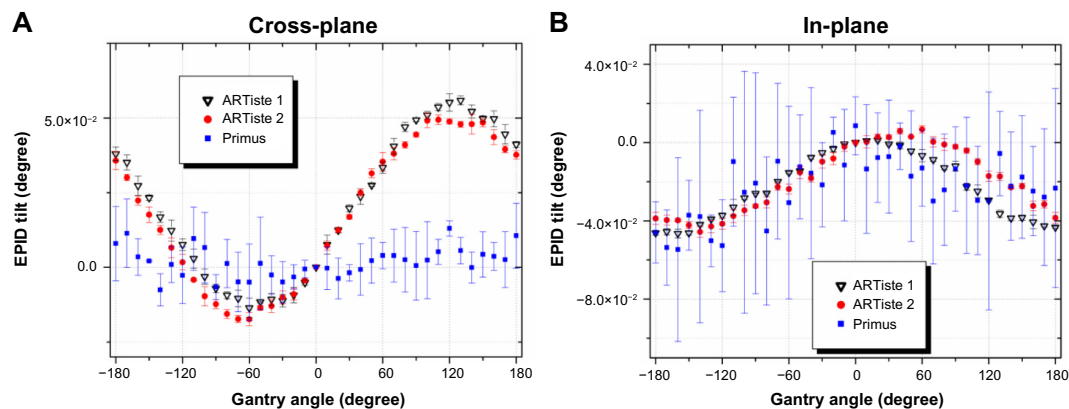 A
Cross-plane
EPID tilt (degree)
5.0×10⁻²
0.0
ARTiste 1
ARTiste 2
Primus
−180 −120 −60 0 60 120 180
Gantry angle (degree)
B
In-plane
EPID tilt (degree)
4.0×10⁻²
0.0
−4.0×10⁻²
−8.0×10⁻²
ARTiste 1
ARTiste 2
Primus
−180 −120 −60 0 60 120 180
Gantry angle (degree)